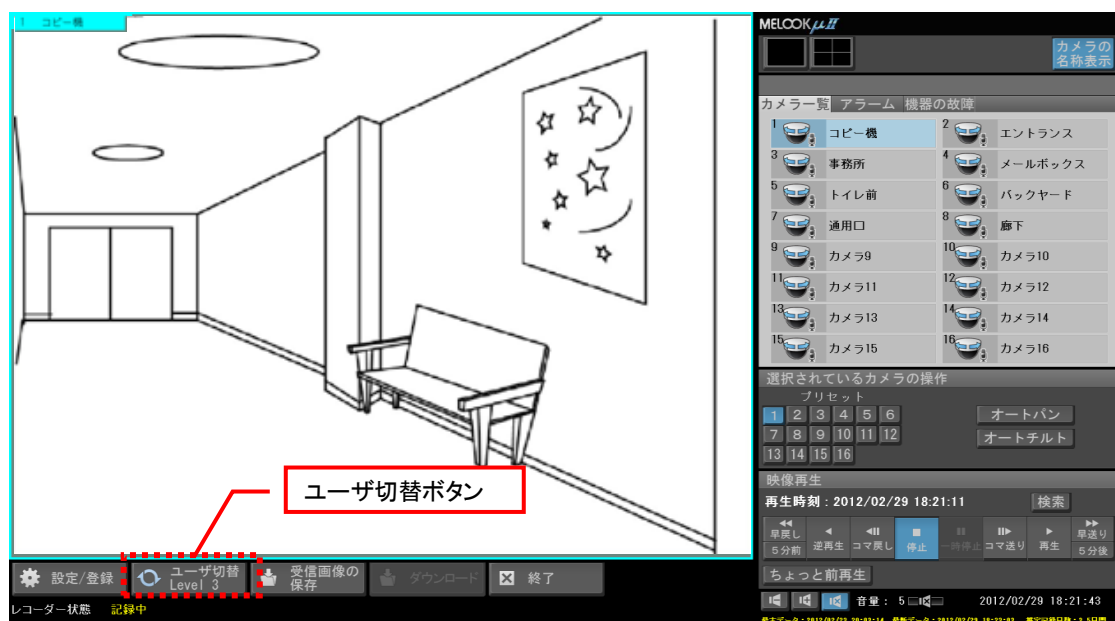 1 コピー機
MELOOKμII
カメラの
名称表示
カメラ一覧 アラーム 機器の故障
1 コピー機
2 エントランス
3 事務所
4 メールボックス
5 トイレ前
6 バックヤード
7 通用口
8 廊下
9 カメラ9
10 カメラ10
11 カメラ11
12 カメラ12
13 カメラ13
14 カメラ14
15 カメラ15
16 カメラ16
選択されているカメラの操作
プリセット
1 2 3 4 5 6
オートパン
7 8 9 10 11 12
オートチルト
13 14 15 16
映像再生
再生時刻：2012/02/29 18:21:11
検索
早戻し
5分前
逆再生
コマ戻し
停止
一時停止
コマ送り
再生
早送り
5分後
ちょっと前再生
音量： 5
2012/02/29 18:21:43
ユーザ切替ボタン
設定/登録
ユーザ切替
Level 3
受信画像の
保存
ダウンロード
終了
レコーダー状態 記録中